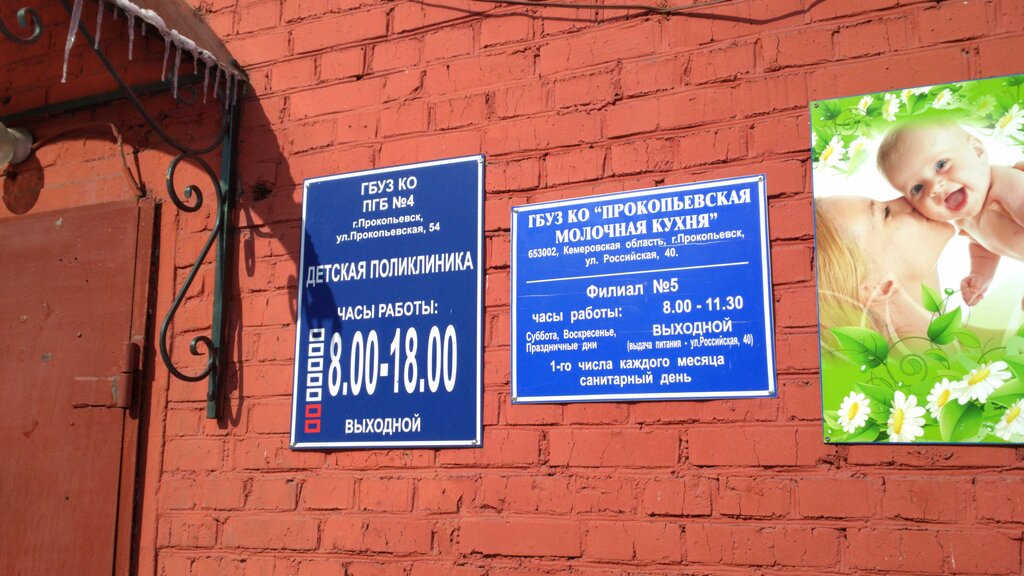 ГБУЗ КО
ПГБ №4
г.Прокопьевск,
ул.Прокопьевская, 54
ДЕТСКАЯ ПОЛИКЛИНИКА
ЧАСЫ РАБОТЫ:
8.00-18.00
ВЫХОДНОЙ
ГБУЗ КО "ПРОКОПЬЕВСКАЯ
МОЛОЧНАЯ КУХНЯ"
653002, Кемеровская область, г.Прокопьевск,
ул. Российская, 40.
Филиал №5
часы работы: 8.00 - 11.30
Суббота, Воскресенье,
Праздничные дни
ВЫХОДНОЙ
(выдача питания - ул.Российская, 40)
1-го числа каждого месяца
санитарный день